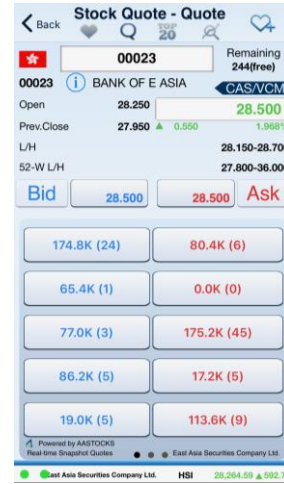 Back Stock Quote - Quote
TOP 20
00023 Remaining 244(free)
00023 i BANK OF E ASIA CAS/VCM
Open 28.250 28.500
Prev.Close 27.950 ▲ 0.550 1.968%
L/H 28.150-28.700
52-W L/H 27.800-36.000
Bid 28.500 28.500 Ask
174.8K (24) 80.4K (6)
65.4K (1) 0.0K (0)
77.0K (3) 175.2K (45)
86.2K (5) 17.2K (5)
19.0K (5) 113.6K (9)
Powered by AASTOCKS
Real-time Snapshot Quotes East Asia Securities Company Ltd.
East Asia Securities Company Ltd. HSI 28,264.59 ▲ 592.